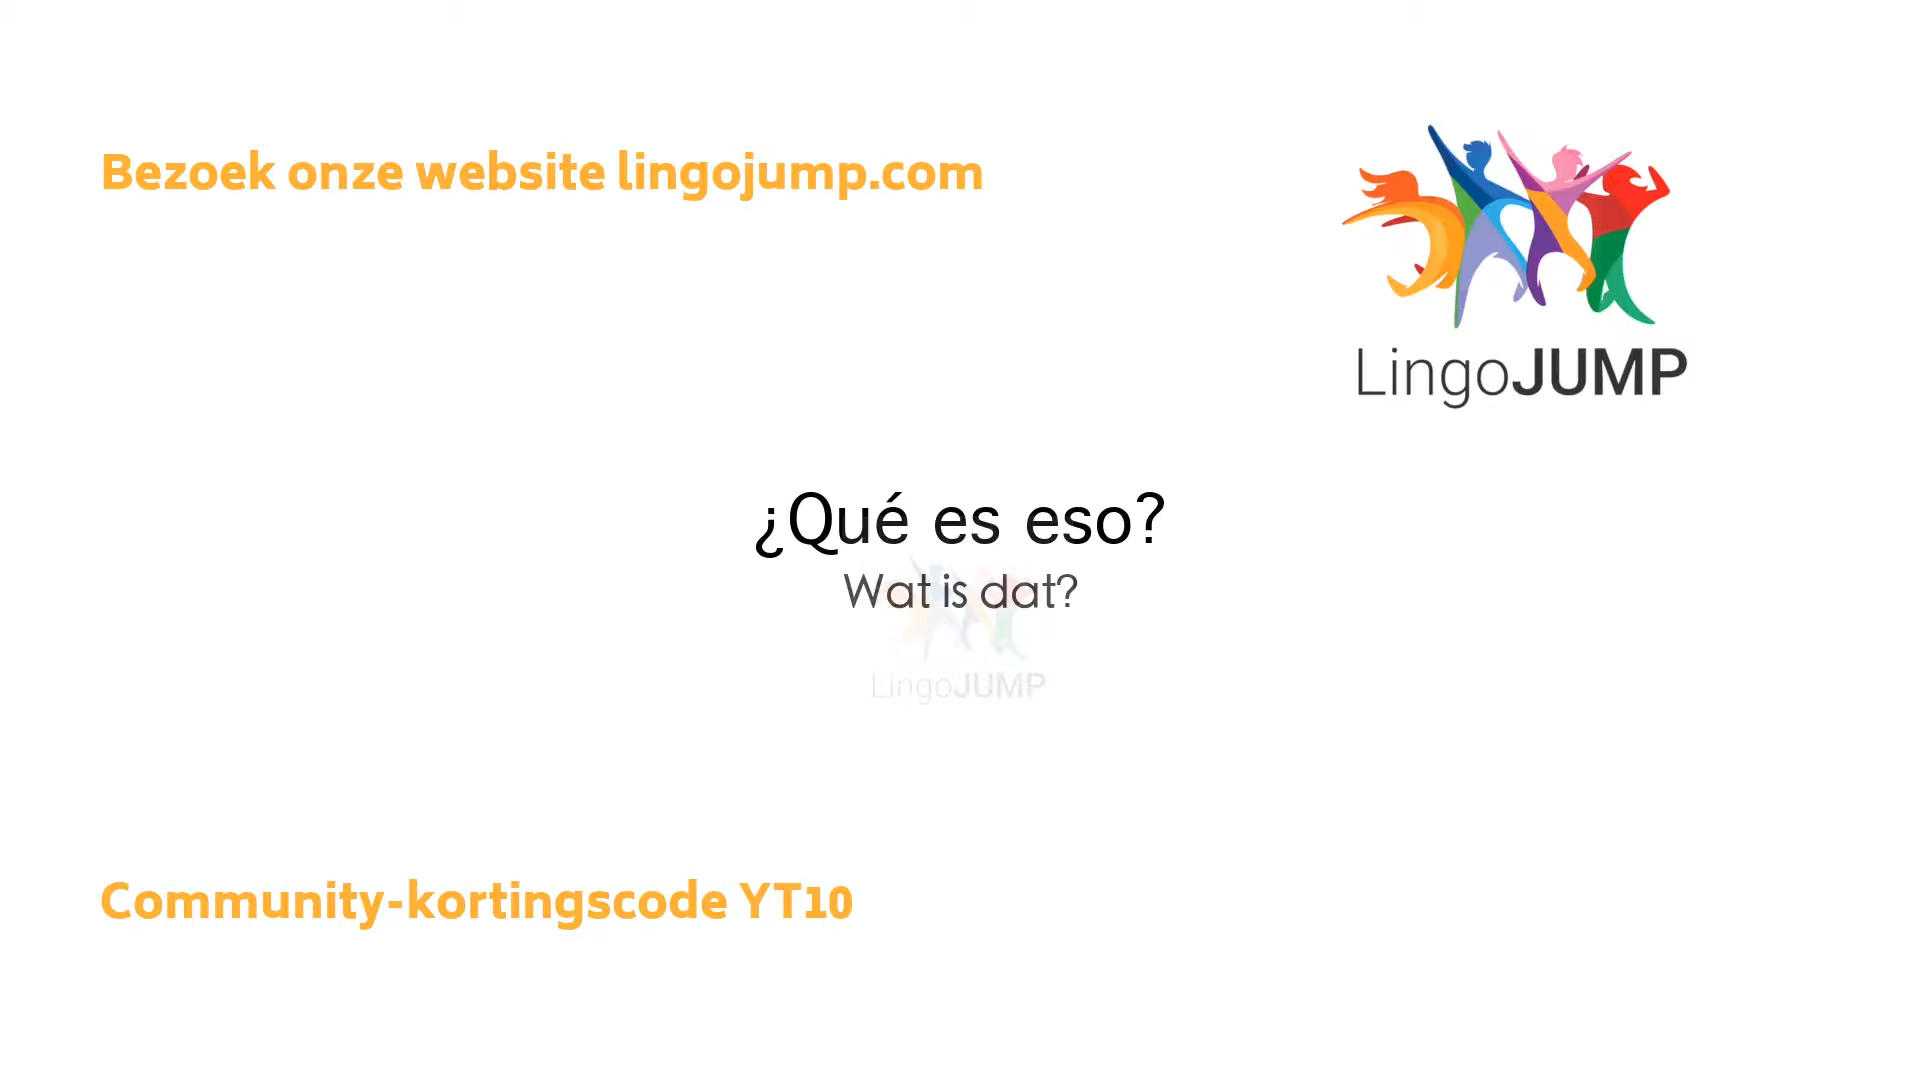 Bezoek onze website lingojump.com
LingoJUMP
¿Qué es eso?
Wat is dat?
LingoJUMP
Community-kortingscode YT10